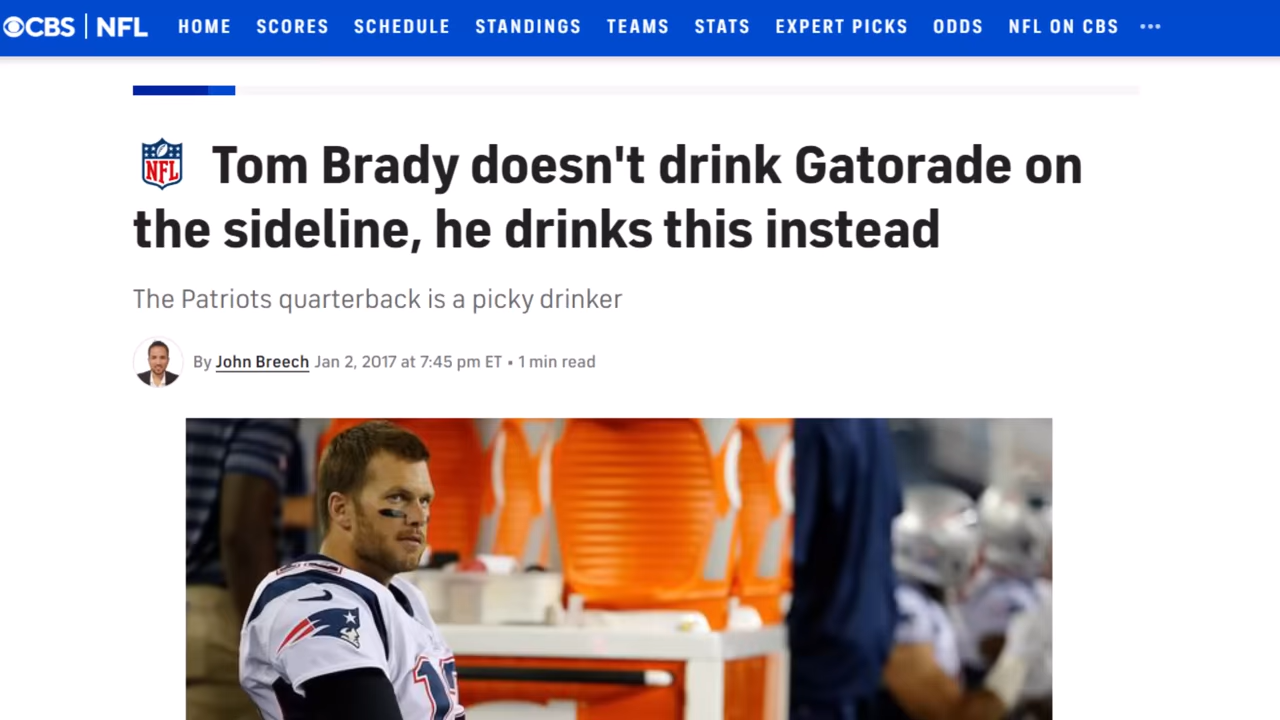 CBS | NFL HOME SCORES SCHEDULE STANDINGS TEAMS STATS EXPERT PICKS ODDS NFL ON CBS •••
NFL Tom Brady doesn't drink Gatorade on
the sideline, he drinks this instead
The Patriots quarterback is a picky drinker
By John Breech Jan 2, 2017 at 7:45 pm ET • 1 min read
12